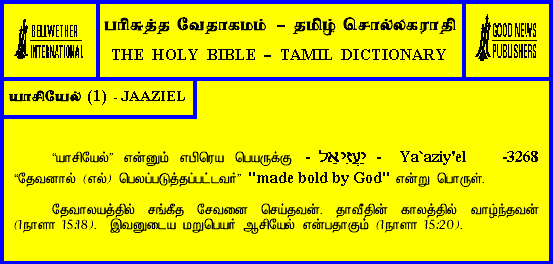 BELLWETHER
INTERNATIONAL
பரிசுத்த வேதாகமம் – தமிழ் சொல்லகராதி
THE HOLY BIBLE – TAMIL DICTIONARY
GOOD NEWS
PUBLISHERS
யாசியேல் (1) - JAAZIEL
“யாசியேல்” என்னும் எபிரெய பெயருக்கு - יַעֲזִיאֵל - Ya`aziy'el -3268
“தேவனால் (எல்) பெலப்படுத்தப்பட்டவர்” "made bold by God" என்று பொருள்.
தேவாலயத்தில் சங்கீத சேவனை செய்தவன். தாவீதின் காலத்தில் வாழ்ந்தவன்
(1நாளா 15:18). இவனுடைய மறுபெயர் ஆசியேல் என்பதாகும் (1நாளா 15:20).